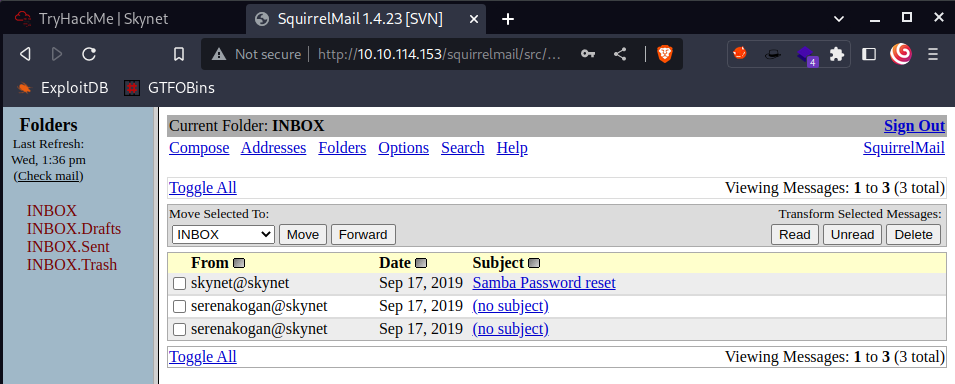 TryHackMe | Skynet
SquirrelMail 1.4.23 [SVN]
Not secure http://10.10.114.153/squirrelmail/src/...
4
ExploitDB GTFOBins
Folders
Last Refresh:
Wed, 1:36 pm
(Check mail)
INBOX
INBOX.Drafts
INBOX.Sent
INBOX.Trash
Current Folder: INBOX Sign Out
Compose Addresses Folders Options Search Help SquirrelMail
Toggle All Viewing Messages: 1 to 3 (3 total)
Move Selected To: Transform Selected Messages:
INBOX Move Forward Read Unread Delete
From Date Subject
skynet@skynet Sep 17, 2019 Samba Password reset
serenakogan@skynet Sep 17, 2019 (no subject)
serenakogan@skynet Sep 17, 2019 (no subject)
Toggle All Viewing Messages: 1 to 3 (3 total)